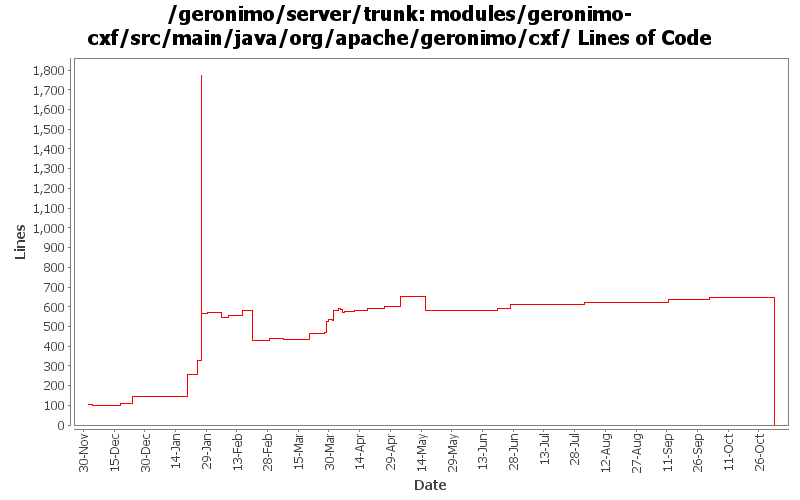 /geronimo/server/trunk: modules/geronimo-
cxf/src/main/java/org/apache/geronimo/cxf/ Lines of Code
1,800
1,700
1,600
1,500
1,400
1,300
1,200
1,100
1,000
900
800
700
600
500
400
300
200
100
0
Lines
30-Nov
15-Dec
30-Dec
14-Jan
29-Jan
13-Feb
28-Feb
15-Mar
30-Mar
14-Apr
29-Apr
14-May
29-May
13-Jun
28-Jun
13-Jul
28-Jul
12-Aug
27-Aug
11-Sep
26-Sep
11-Oct
26-Oct
Date